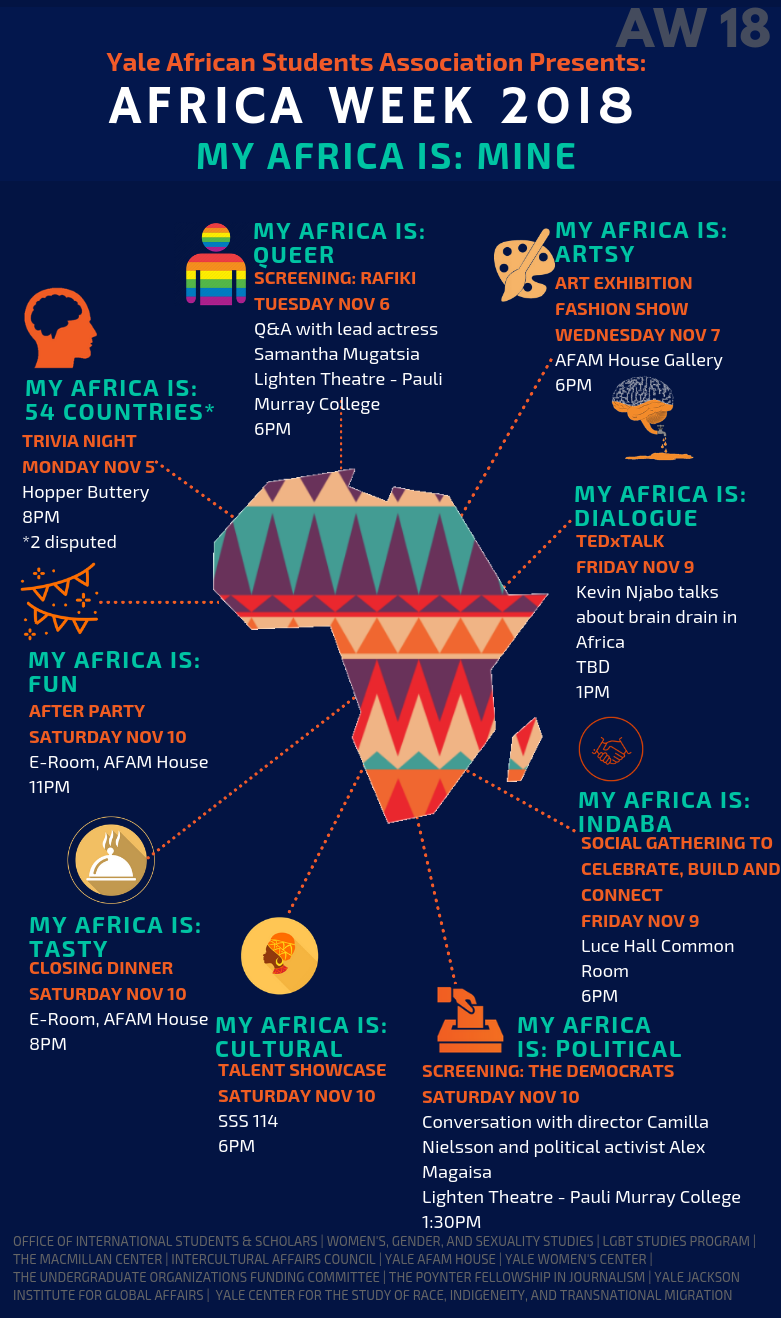 AW 18
Yale African Students Association Presents:
AFRICA WEEK 2018
MY AFRICA IS: MINE
MY AFRICA IS:
QUEER
SCREENING: RAFIKI
TUESDAY NOV 6
Q&A with lead actress
Samantha Mugatsia
Lighten Theatre - Pauli
Murray College
6PM
MY AFRICA IS:
ARTSY
ART EXHIBITION
FASHION SHOW
WEDNESDAY NOV 7
AFAM House Gallery
6PM
MY AFRICA IS:
54 COUNTRIES*
TRIVIA NIGHT
MONDAY NOV 5
Hopper Buttery
8PM
*2 disputed
MY AFRICA IS:
DIALOGUE
TEDxTALK
FRIDAY NOV 9
Kevin Njabo talks
about brain drain in
Africa
TBD
1PM
MY AFRICA IS:
FUN
AFTER PARTY
SATURDAY NOV 10
E-Room, AFAM House
11PM
MY AFRICA IS:
INDABA
SOCIAL GATHERING TO
CELEBRATE, BUILD AND
CONNECT
FRIDAY NOV 9
Luce Hall Common
Room
6PM
MY AFRICA IS:
TASTY
CLOSING DINNER
SATURDAY NOV 10
E-Room, AFAM House
8PM
MY AFRICA IS:
CULTURAL
TALENT SHOWCASE
SATURDAY NOV 10
SSS 114
6PM
MY AFRICA
IS: POLITICAL
SCREENING: THE DEMOCRATS
SATURDAY NOV 10
Conversation with director Camilla
Nielsson and political activist Alex
Magaisa
Lighten Theatre - Pauli Murray College
1:30PM
OFFICE OF INTERNATIONAL STUDENTS & SCHOLARS | WOMEN'S, GENDER, AND SEXUALITY STUDIES | LGBT STUDIES PROGRAM |
THE MACMILLAN CENTER | INTERCULTURAL AFFAIRS COUNCIL | YALE AFAM HOUSE | YALE WOMEN'S CENTER |
THE UNDERGRADUATE ORGANIZATIONS FUNDING COMMITTEE | THE POYNTER FELLOWSHIP IN JOURNALISM | YALE JACKSON
INSTITUTE FOR GLOBAL AFFAIRS | YALE CENTER FOR THE STUDY OF RACE, INDIGENEITY, AND TRANSNATIONAL MIGRATION